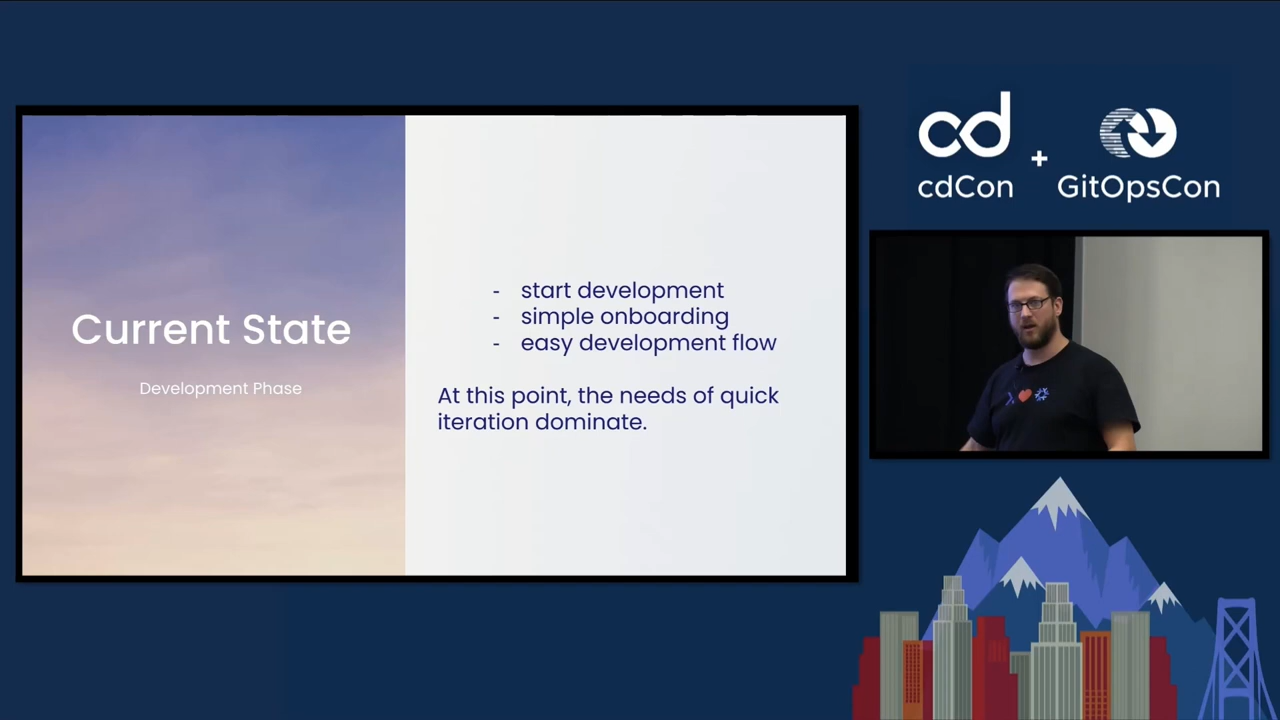 Current State
Development Phase
- start development
- simple onboarding
- easy development flow
At this point, the needs of quick
iteration dominate.
cd
cdCon
+
GitOpsCon